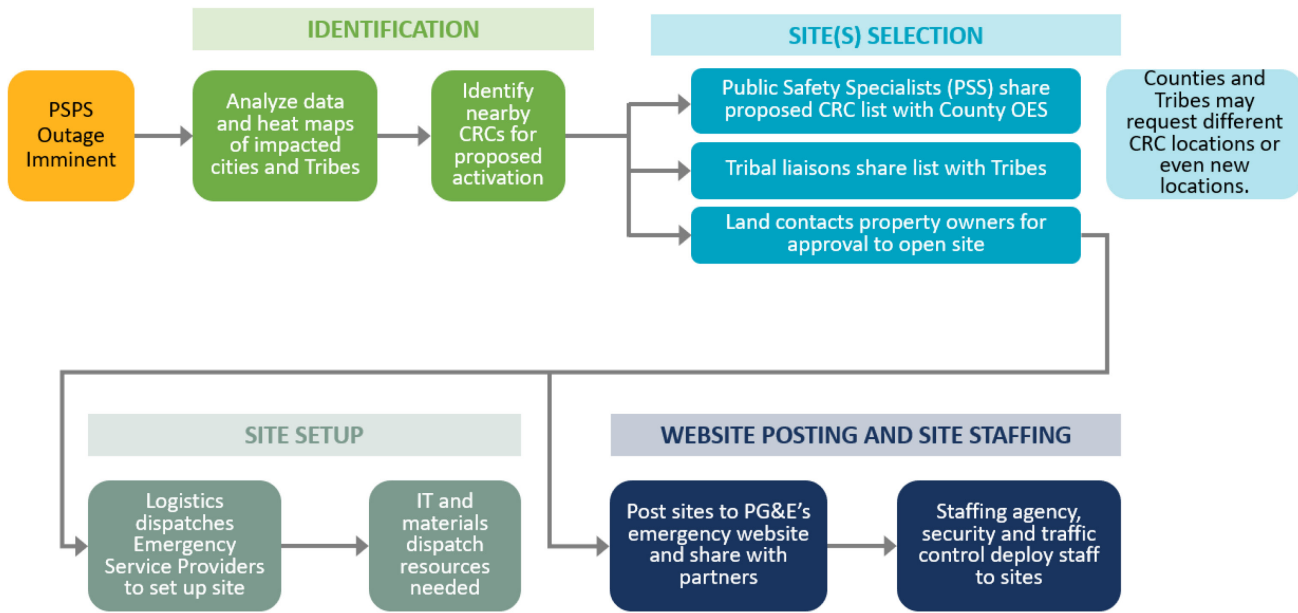 IDENTIFICATION
SITE(S) SELECTION
PSPS
Outage
Imminent
Analyze data
and heat maps
of impacted
cities and Tribes
Identify
nearby
CRCs for
proposed
activation
Public Safety Specialists (PSS) share
proposed CRC list with County OES
Tribal liaisons share list with Tribes
Land contacts property owners for
approval to open site
Counties and
Tribes may
request different
CRC locations or
even new
locations.
SITE SETUP
Logistics
dispatches
Emergency
Service Providers
to set up site
IT and
materials
dispatch
resources
needed
WEBSITE POSTING AND SITE STAFFING
Post sites to PG&E’s
emergency website
and share with
partners
Staffing agency,
security and traffic
control deploy staff
to sites